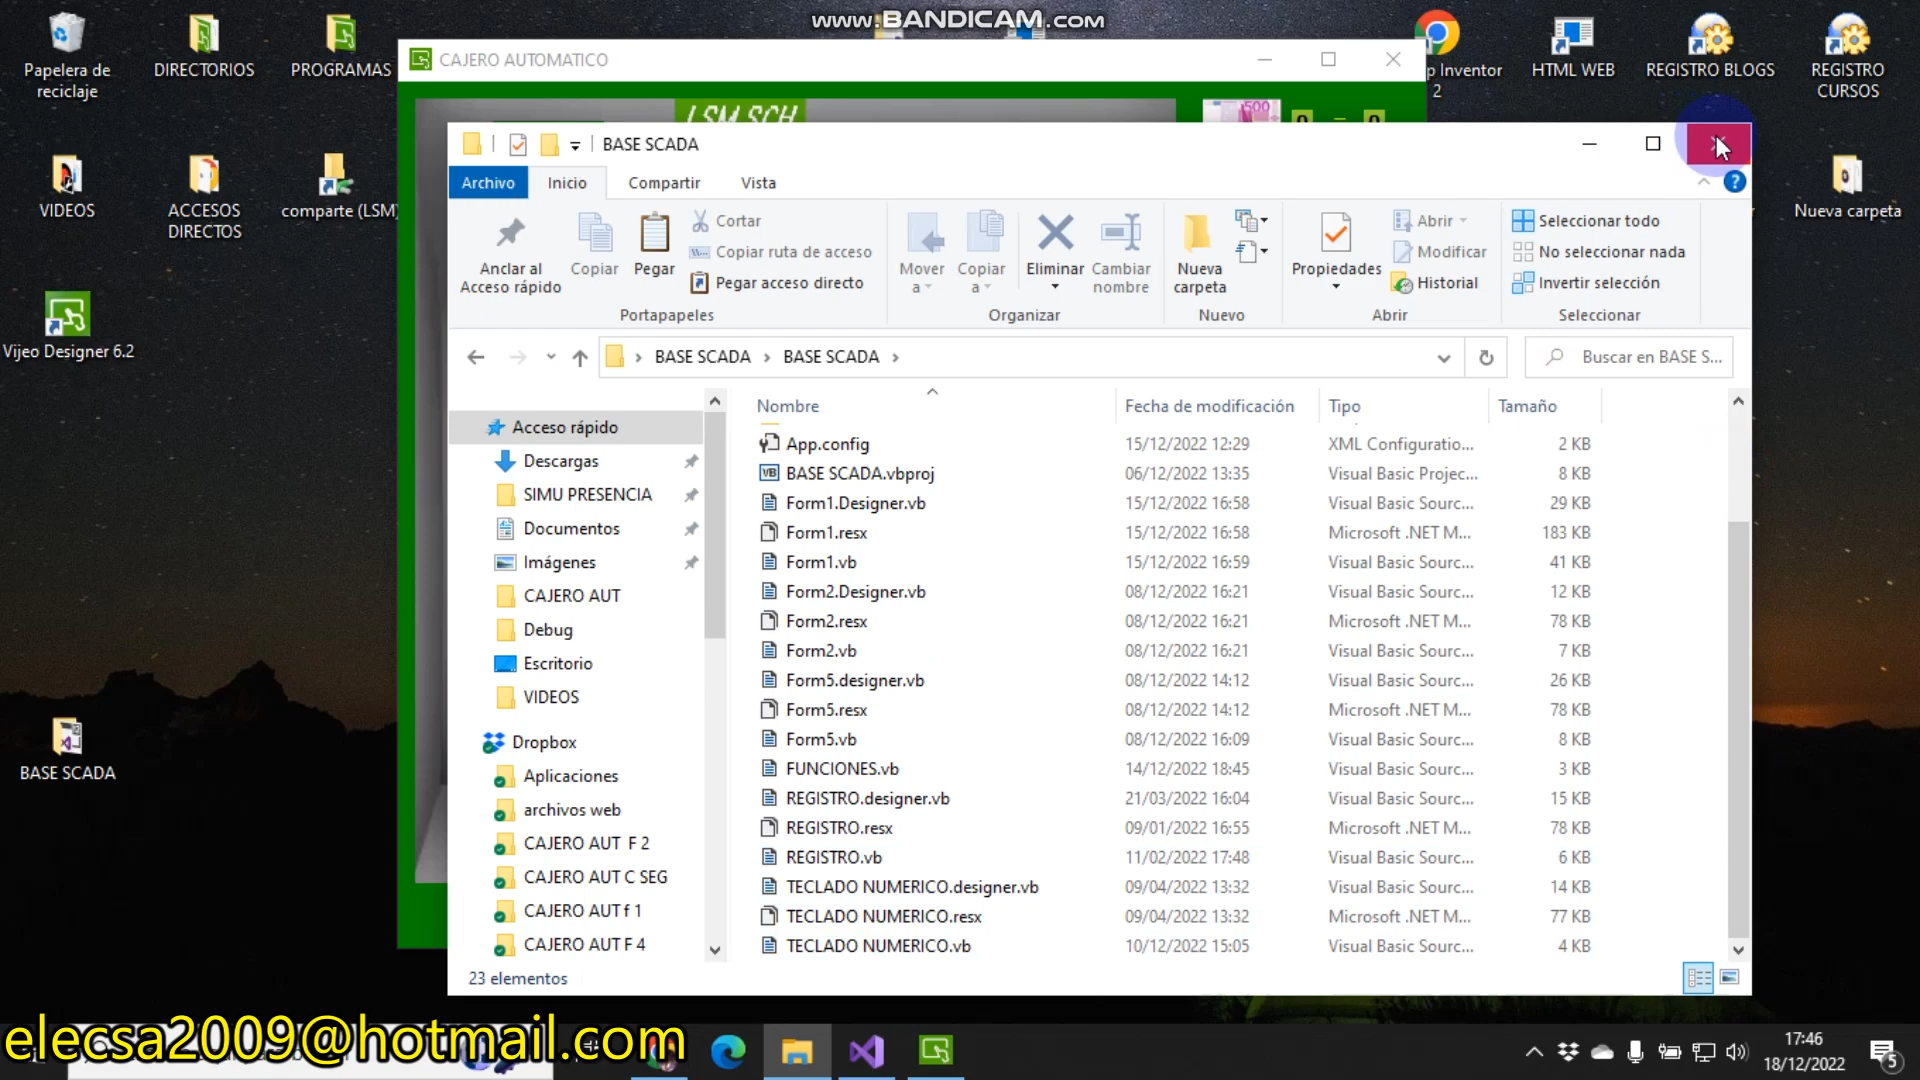 www.BANDICAM.com
Papelera de
reciclaje
DIRECTORIOS
PROGRAMAS
CAJERO AUTOMATICO
p Inventor
2
HTML WEB
REGISTRO BLOGS
REGISTRO
CURSOS
LSM SCH
500
BASE SCADA
VIDEOS
ACCESOS
DIRECTOS
comparte (LSM)
Nueva carpeta
Archivo
Inicio
Compartir
Vista
Anclar al
Acceso rápido
Copiar
Pegar
Cortar
Copiar ruta de acceso
Pegar acceso directo
Portapapeles
Mover
a
Copiar
a
Eliminar
Cambiar
nombre
Organizar
Nueva
carpeta
Nuevo
Propiedades
Abrir
Modificar
Historial
Abrir
Seleccionar todo
No seleccionar nada
Invertir selección
Seleccionar
Vijeo Designer 6.2
BASE SCADA > BASE SCADA >
Buscar en BASE S...
Nombre Fecha de modificación Tipo Tamaño
Acceso rápido
Descargas
SIMU PRESENCIA
Documentos
Imágenes
CAJERO AUT
Debug
Escritorio
VIDEOS
Dropbox
Aplicaciones
archivos web
CAJERO AUT F 2
CAJERO AUT C SEG
CAJERO AUT f 1
CAJERO AUT F 4
App.config 15/12/2022 12:29 XML Configuratio... 2 KB
BASE SCADA.vbproj 06/12/2022 13:35 Visual Basic Projec... 8 KB
Form1.Designer.vb 15/12/2022 16:58 Visual Basic Sourc... 29 KB
Form1.resx 15/12/2022 16:58 Microsoft .NET M... 183 KB
Form1.vb 15/12/2022 16:59 Visual Basic Sourc... 41 KB
Form2.Designer.vb 08/12/2022 16:21 Visual Basic Sourc... 12 KB
Form2.resx 08/12/2022 16:21 Microsoft .NET M... 78 KB
Form2.vb 08/12/2022 16:21 Visual Basic Sourc... 7 KB
Form5.designer.vb 08/12/2022 14:12 Visual Basic Sourc... 26 KB
Form5.resx 08/12/2022 14:12 Microsoft .NET M... 78 KB
Form5.vb 08/12/2022 16:09 Visual Basic Sourc... 8 KB
FUNCIONES.vb 14/12/2022 18:45 Visual Basic Sourc... 3 KB
REGISTRO.designer.vb 21/03/2022 16:04 Visual Basic Sourc... 15 KB
REGISTRO.resx 09/01/2022 16:55 Microsoft .NET M... 78 KB
REGISTRO.vb 11/02/2022 17:48 Visual Basic Sourc... 6 KB
TECLADO NUMERICO.designer.vb 09/04/2022 13:32 Visual Basic Sourc... 14 KB
TECLADO NUMERICO.resx 09/04/2022 13:32 Microsoft .NET M... 77 KB
TECLADO NUMERICO.vb 10/12/2022 15:05 Visual Basic Sourc... 4 KB
23 elementos
BASE SCADA
elecsa2009@hotmail.com
17:46
18/12/2022
5